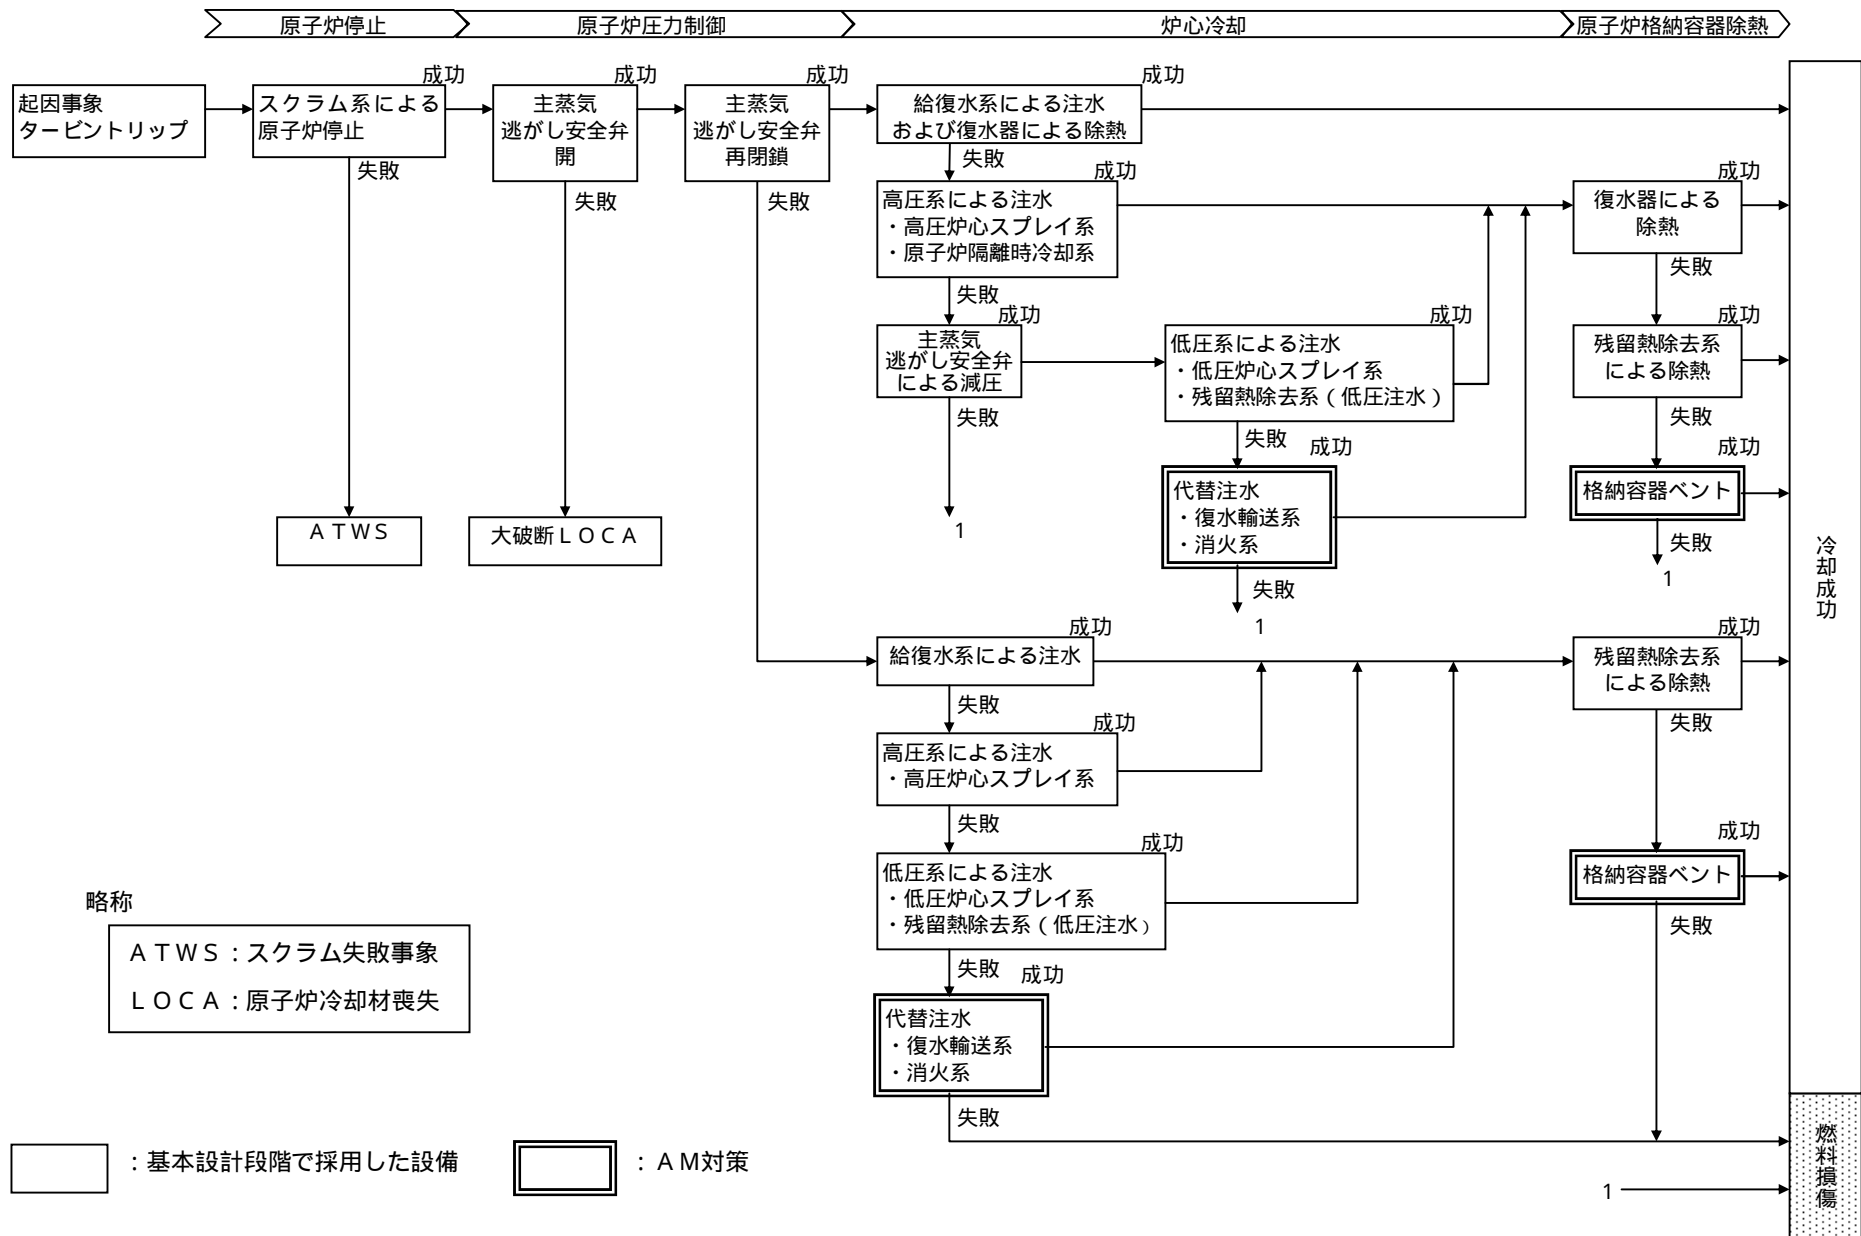 原子炉停止
原子炉圧力制御
炉心冷却
原子炉格納容器除熱
起因事象
タービントリップ
成功
スクラム系による
原子炉停止
失敗
成功
主蒸気
逃がし安全弁
開
失敗
成功
主蒸気
逃がし安全弁
再閉鎖
失敗
成功
給復水系による注水
および復水器による除熱
失敗
成功
高圧系による注水
・高圧炉心スプレイ系
・原子炉隔離時冷却系
失敗
成功
主蒸気
逃がし安全弁
による減圧
失敗
1
成功
低圧系による注水
・低圧炉心スプレイ系
・残留熱除去系(低圧注水)
失敗
成功
代替注水
・復水輸送系
・消火系
失敗
1
成功
復水器による
除熱
失敗
成功
残留熱除去系
による除熱
失敗
成功
格納容器ベント
失敗
1
ATWS
大破断LOCA
成功
給復水系による注水
失敗
成功
高圧系による注水
・高圧炉心スプレイ系
失敗
成功
低圧系による注水
・低圧炉心スプレイ系
・残留熱除去系(低圧注水)
失敗
成功
代替注水
・復水輸送系
・消火系
失敗
成功
残留熱除去系
による除熱
失敗
成功
格納容器ベント
失敗
1
冷却成功
燃料損傷
略称
ATWS:スクラム失敗事象
LOCA:原子炉冷却材喪失
:基本設計段階で採用した設備
:AM対策